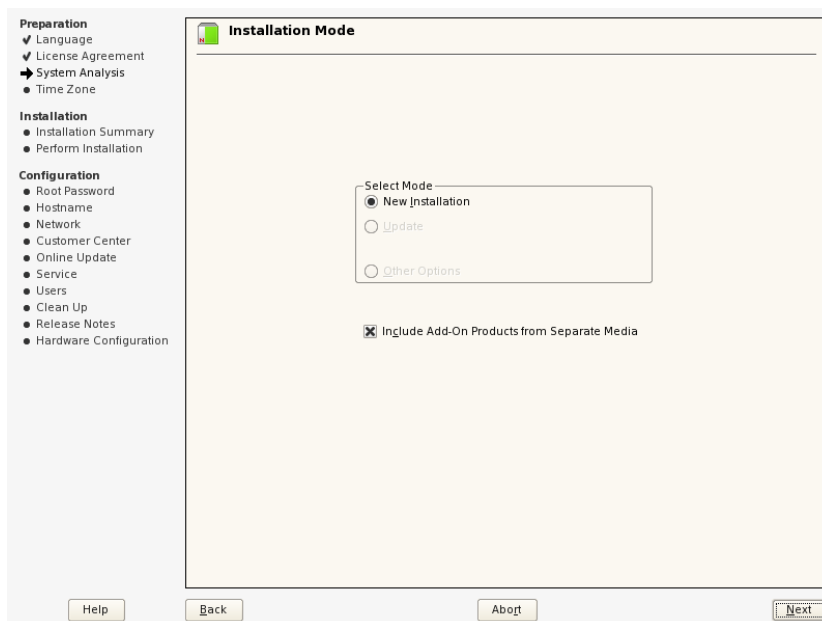 Preparation
Language
License Agreement
System Analysis
Time Zone
Installation
Installation Summary
Perform Installation
Configuration
Root Password
Hostname
Network
Customer Center
Online Update
Service
Users
Clean Up
Release Notes
Hardware Configuration
N
Installation Mode
Select Mode
New Installation
Update
Other Options
Include Add-On Products from Separate Media
Help
Back
Abort
Next